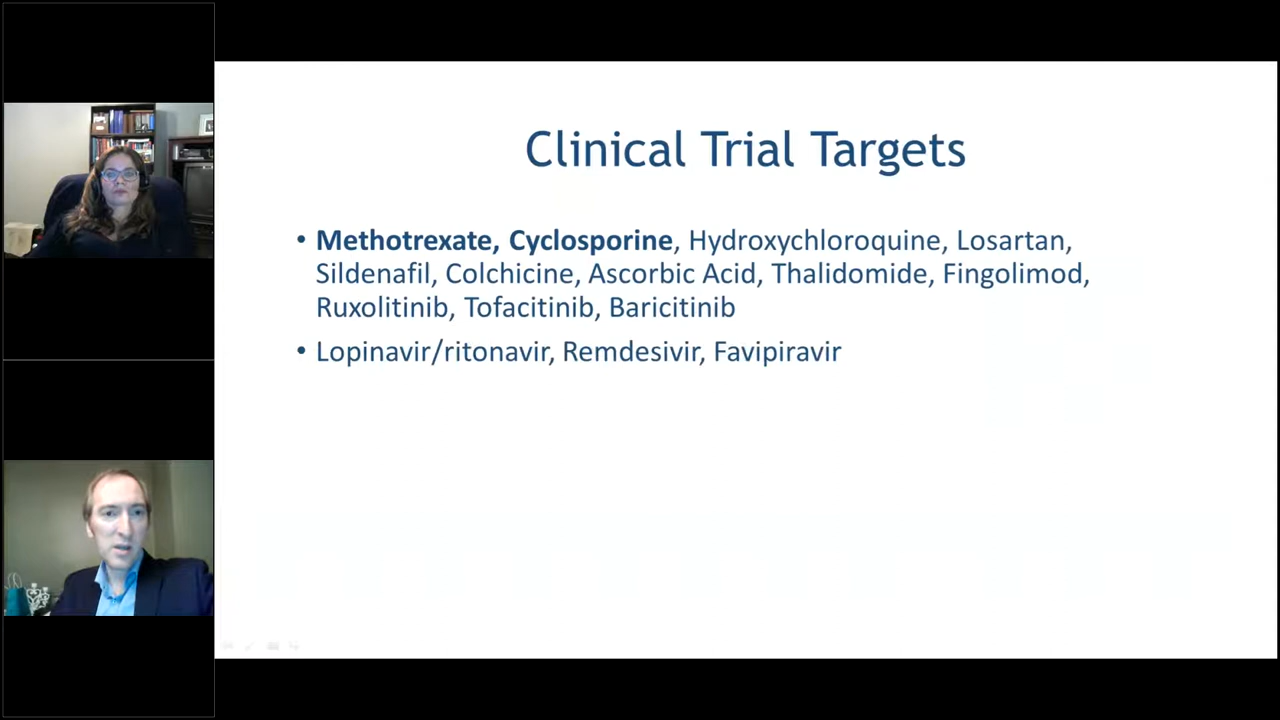 Clinical Trial Targets
• Methotrexate, Cyclosporine, Hydroxychloroquine, Losartan,
Sildenafil, Colchicine, Ascorbic Acid, Thalidomide, Fingolimod,
Ruxolitinib, Tofacitinib, Baricitinib
• Lopinavir/ritonavir, Remdesivir, Favipiravir